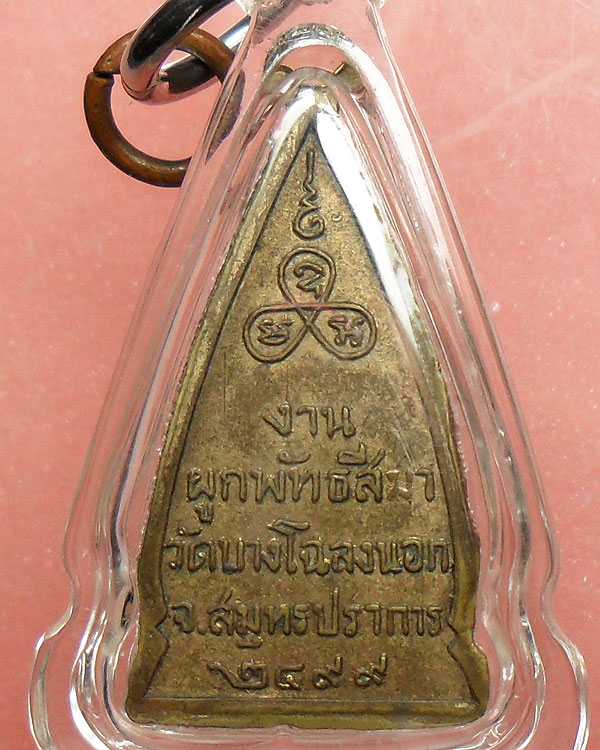 งาน
ผูกพัทธสีมา
วัดบางโฉลงนอก
จ.สมุทรปราการ
๒๔๙๙